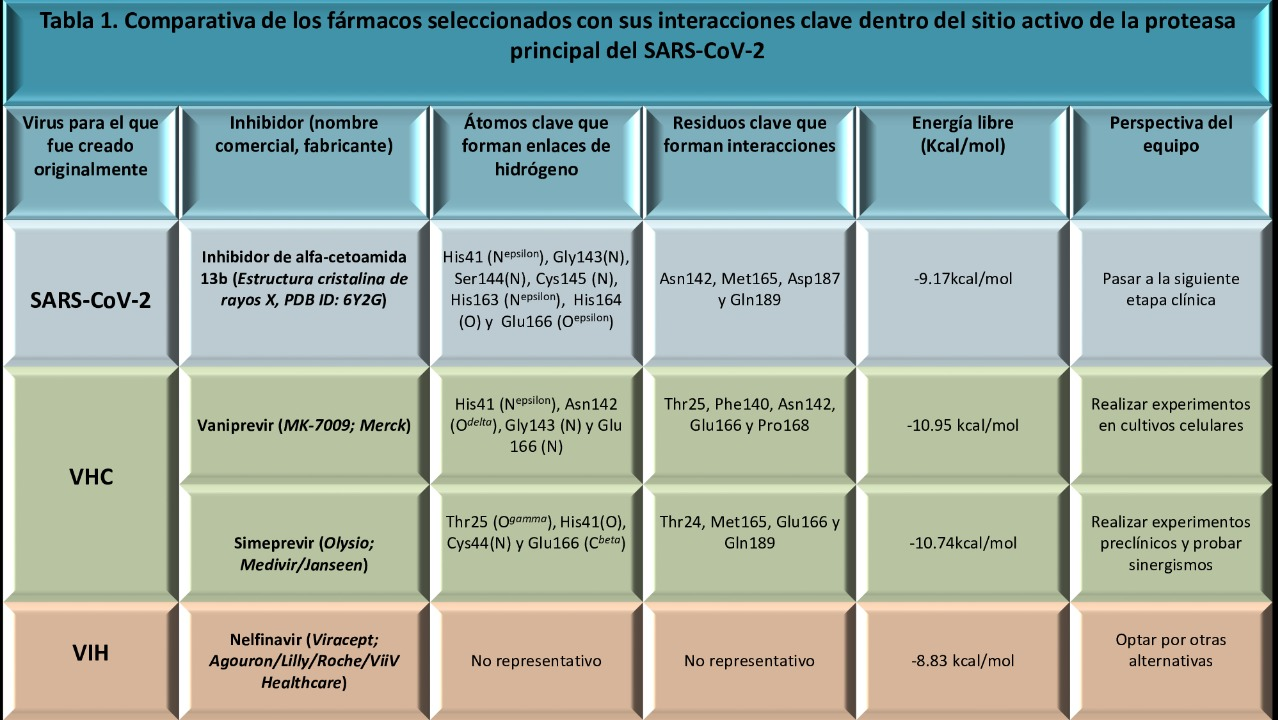 Tabla 1. Comparativa de los fármacos seleccionados con sus interacciones clave dentro del sitio activo de la proteasa
principal del SARS-CoV-2
Virus para el que
fue creado
originalmente
Inhibidor (nombre
comercial, fabricante)
Átomos clave que
forman enlaces de
hidrógeno
Residuos clave que
forman interacciones
Energía libre
(Kcal/mol)
Perspectiva del
equipo
SARS-CoV-2
Inhibidor de alfa-cetoamida
13b (Estructura cristalina de
rayos X, PDB ID: 6Y2G)
His41 (Nepsilon), Gly143(N),
Ser144(N), Cys145 (N),
His163 (Nepsilon), His164
(O) y Glu166 (Oepsilon)
Asn142, Met165, Asp187
y Gln189
-9.17kcal/mol
Pasar a la siguiente
etapa clínica
VHC
Vaniprevir (MK-7009; Merck)
His41 (Nepsilon), Asn142
(Odelta), Gly143 (N) y Glu
166 (N)
Thr25, Phe140, Asn142,
Glu166 y Pro168
-10.95 kcal/mol
Realizar experimentos
en cultivos celulares
Simeprevir (Olysio;
Medivir/Janseen)
Thr25 (Ogamma), His41(O),
Cys44(N) y Glu166 (Cbeta)
Thr24, Met165, Glu166 y
Gln189
-10.74kcal/mol
Realizar experimentos
preclínicos y probar
sinergismos
VIH
Nelfinavir (Viracept;
Agouron/Lilly/Roche/ViiV
Healthcare)
No representativo
No representativo
-8.83 kcal/mol
Optar por otras
alternativas